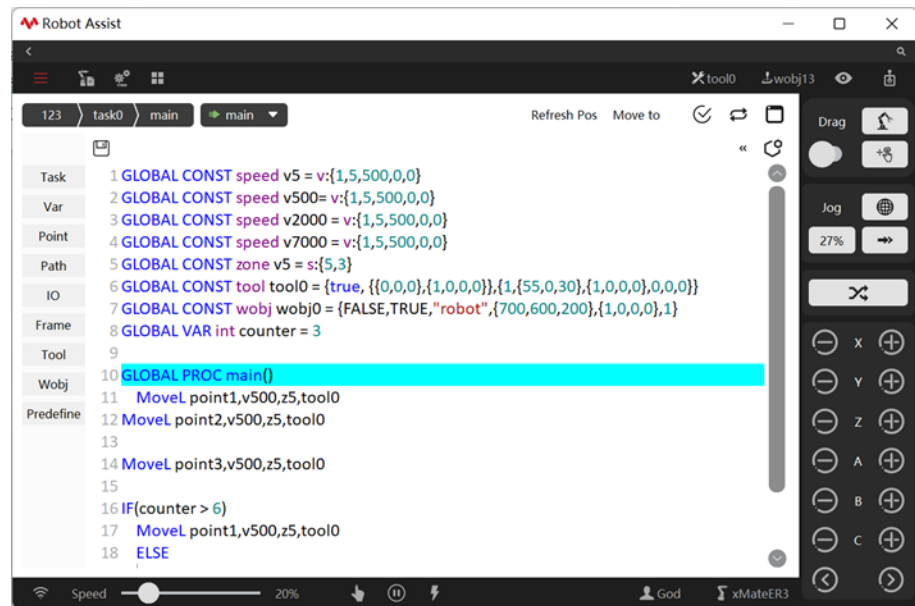 Robot Assist
tool0 wobj13
123 task0 main main Refresh Pos Move to
Task
Var
Point
Path
IO
Frame
Tool
Wobj
Predefine
1 GLOBAL CONST speed v5 = v:{1,5,500,0,0}
2 GLOBAL CONST speed v500= v:{1,5,500,0,0}
3 GLOBAL CONST speed v2000 = v:{1,5,500,0,0}
4 GLOBAL CONST speed v7000 = v:{1,5,500,0,0}
5 GLOBAL CONST zone v5 = s:{5,3}
6 GLOBAL CONST tool tool0 = {true, {{0,0,0},{1,0,0,0}},{1,{55,0,30},{1,0,0,0},0,0,0}}
7 GLOBAL CONST wobj wobj0 = {FALSE,TRUE,"robot",{700,600,200},{1,0,0,0},1}
8 GLOBAL VAR int counter = 3
9
10 GLOBAL PROC main()
11 MoveL point1,v500,z5,tool0
12 MoveL point2,v500,z5,tool0
13
14 MoveL point3,v500,z5,tool0
15
16 IF(counter > 6)
17 MoveL point1,v500,z5,tool0
18 ELSE
Drag
Jog
27%
X
Y
Z
A
B
C
Speed 20% God xMateER3